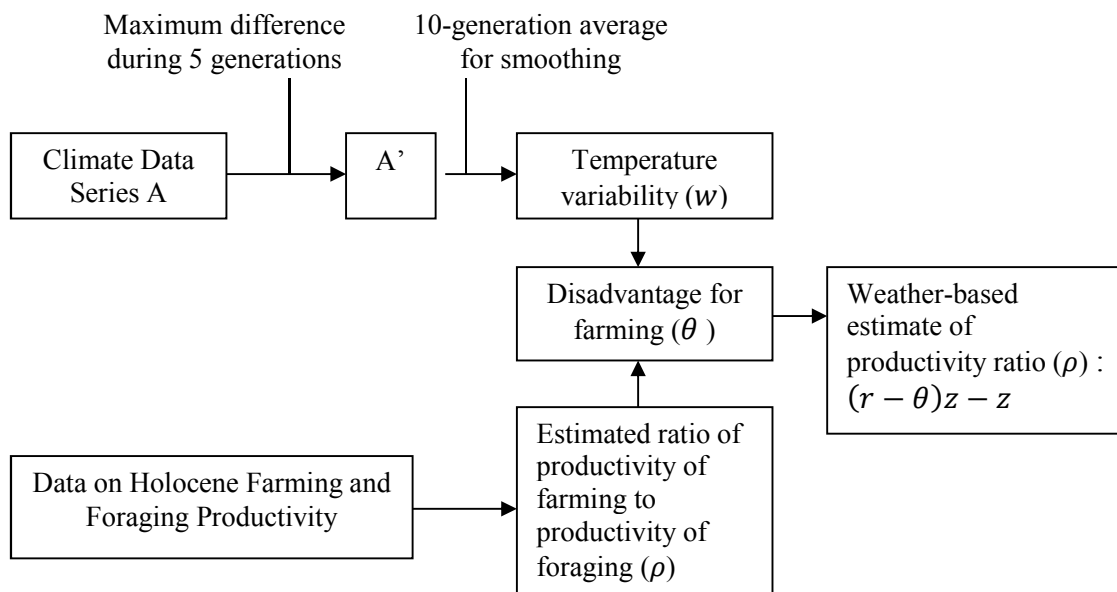 Maximum difference
during 5 generations
10-generation average
for smoothing
Climate Data
Series A
A’
Temperature
variability (w)
Disadvantage for
farming (θ )
Weather-based
estimate of
productivity ratio (ρ) :
(r − θ)z − z
Data on Holocene Farming and
Foraging Productivity
Estimated ratio of
productivity of
farming to
productivity of
foraging (ρ)